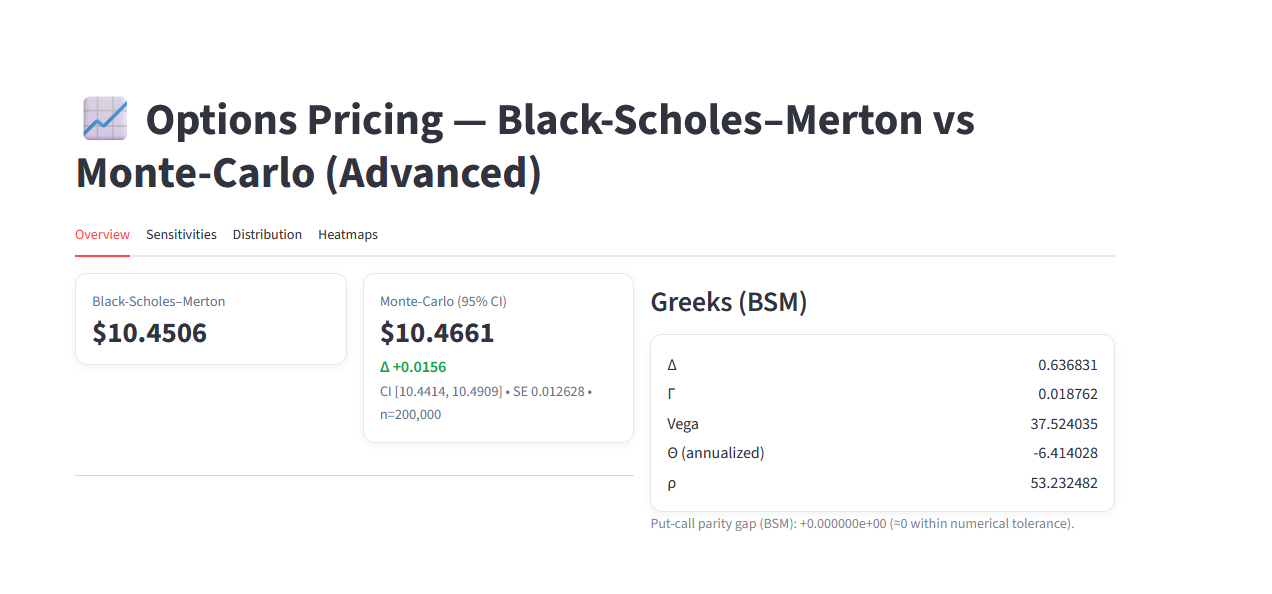 Options Pricing — Black-Scholes–Merton vs
Monte-Carlo (Advanced)
Overview Sensitivities Distribution Heatmaps
Black-Scholes–Merton
$10.4506
Monte-Carlo (95% CI)
$10.4661
Δ +0.0156
CI [10.4414, 10.4909] • SE 0.012628 •
n=200,000
Greeks (BSM)
Δ 0.636831
Γ 0.018762
Vega 37.524035
Θ (annualized) -6.414028
ρ 53.232482
Put-call parity gap (BSM): +0.000000e+00 (≈0 within numerical tolerance).